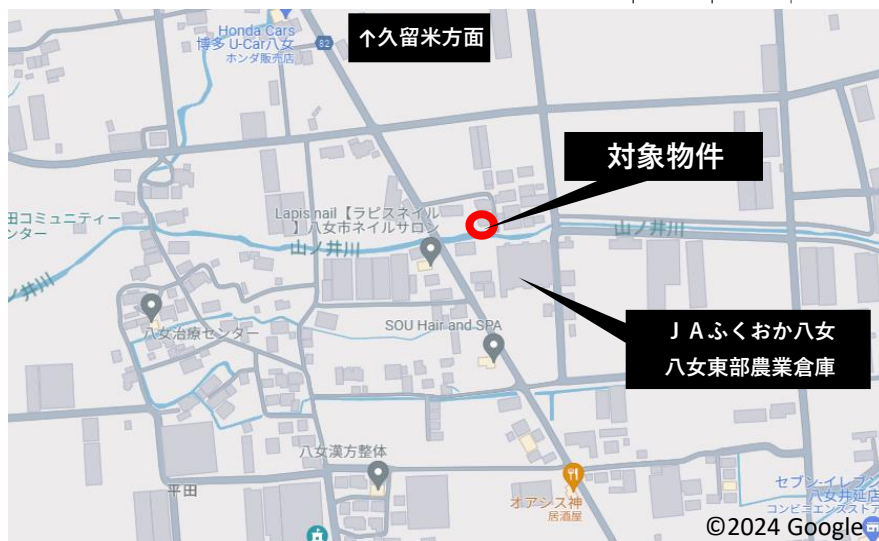 Honda Cars
博多 U-Car八女
ホンダ販売店
82
↑久留米方面
対象物件
田コミュニティー
ンター
Lapis nail【ラピスネイル
】八女市ネイルサロン
山ノ井川
山ノ井川
ノ井川
八女治療センター
SOU Hair and SPA
ＪＡふくおか八女
八女東部農業倉庫
八女漢方整体
平田
オアシス神
居酒屋
セブン-イレブン
八女井延店
コンビニエンスストア
©2024 Google